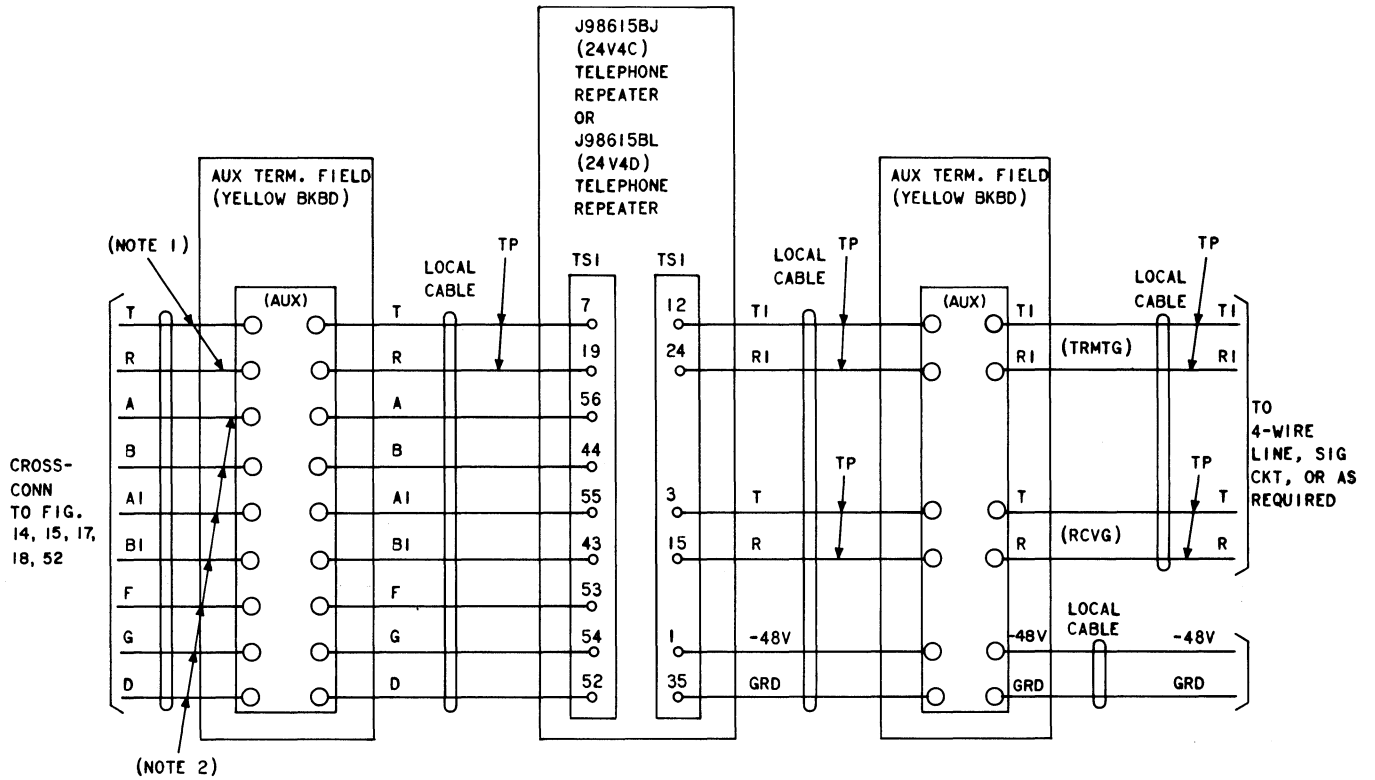 J98615BJ
(24V4C)
TELEPHONE
REPEATER
OR
J98615BL
(24V4D)
TELEPHONE
REPEATER
AUX TERM. FIELD
(YELLOW BKBD)
AUX TERM. FIELD
(YELLOW BKBD)
(NOTE 1)
LOCAL
CABLE
TP
TS1
TS1
LOCAL
CABLE
TP
LOCAL
CABLE
TP
(AUX)
(AUX)
T T 7 12 T1 T1 T1
R R 19 24 R1 R1 (TRMTG) R1
A A 56
B B 44
A1 A1 55 3 T TP T TP T
B1 B1 43 15 R R (RCVG) R
F F 53
G G 54 1 -48V -48V -48V
D D 52 35 GRD GRD GRD
CROSS-
CONN
TO FIG.
14, 15, 17,
18, 52
TO
4-WIRE
LINE, SIG
CKT, OR AS
REQUIRED
LOCAL
CABLE
(NOTE 2)